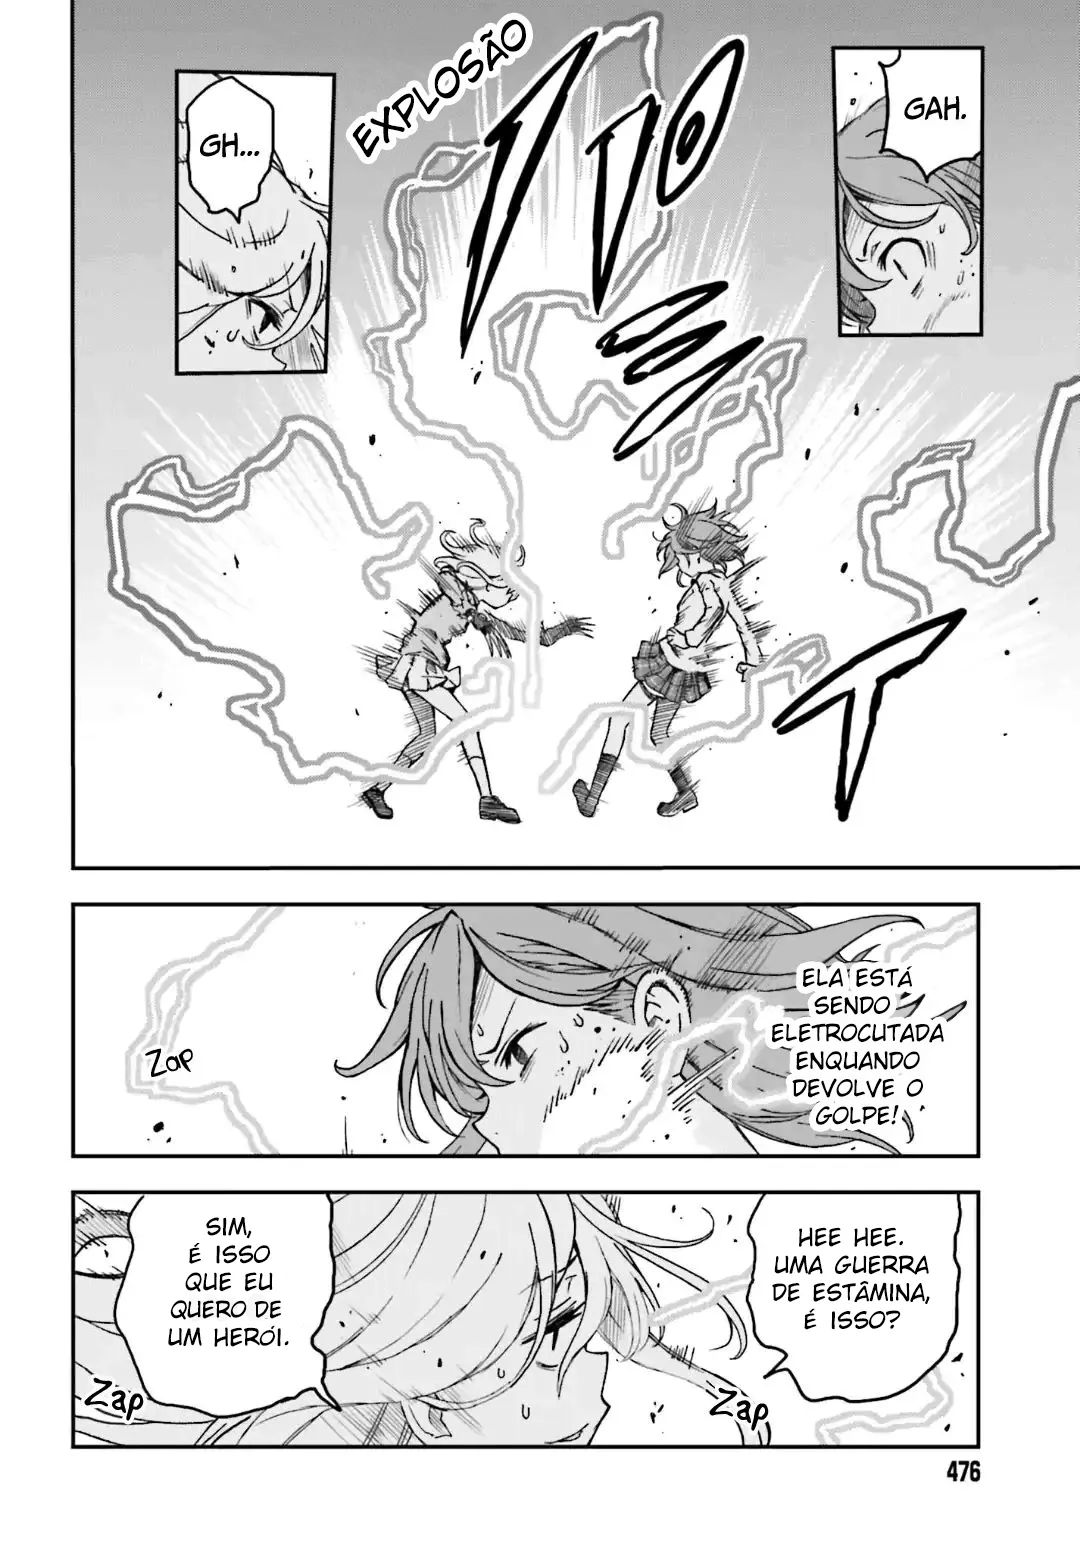 GAH.
EXPLOSÃO
GH...
ELA ESTÁ
SENDO
ELETROCUTADA
ENQUANDO
DEVOLVE O
GOLPE!
Zap
HEE HEE.
UMA GUERRA
DE ESTÂMINA,
É ISSO?
Zap
SIM,
É ISSO
QUE EU
QUERO DE
UM HERÓI.
Zap
476